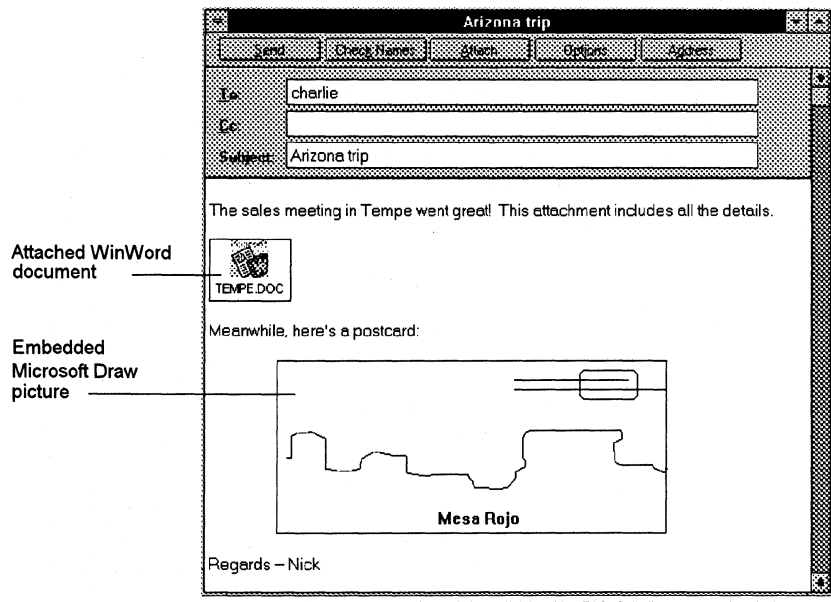 Arizona trip
Send Check Names Attach Options Address
To: charlie
Cc:
Subject: Arizona trip
The sales meeting in Tempe went great! This attachment includes all the details.
Attached WinWord
document
TEMPE.DOC
Meanwhile, here's a postcard:
Embedded
Microsoft Draw
picture
Mesa Rojo
Regards – Nick